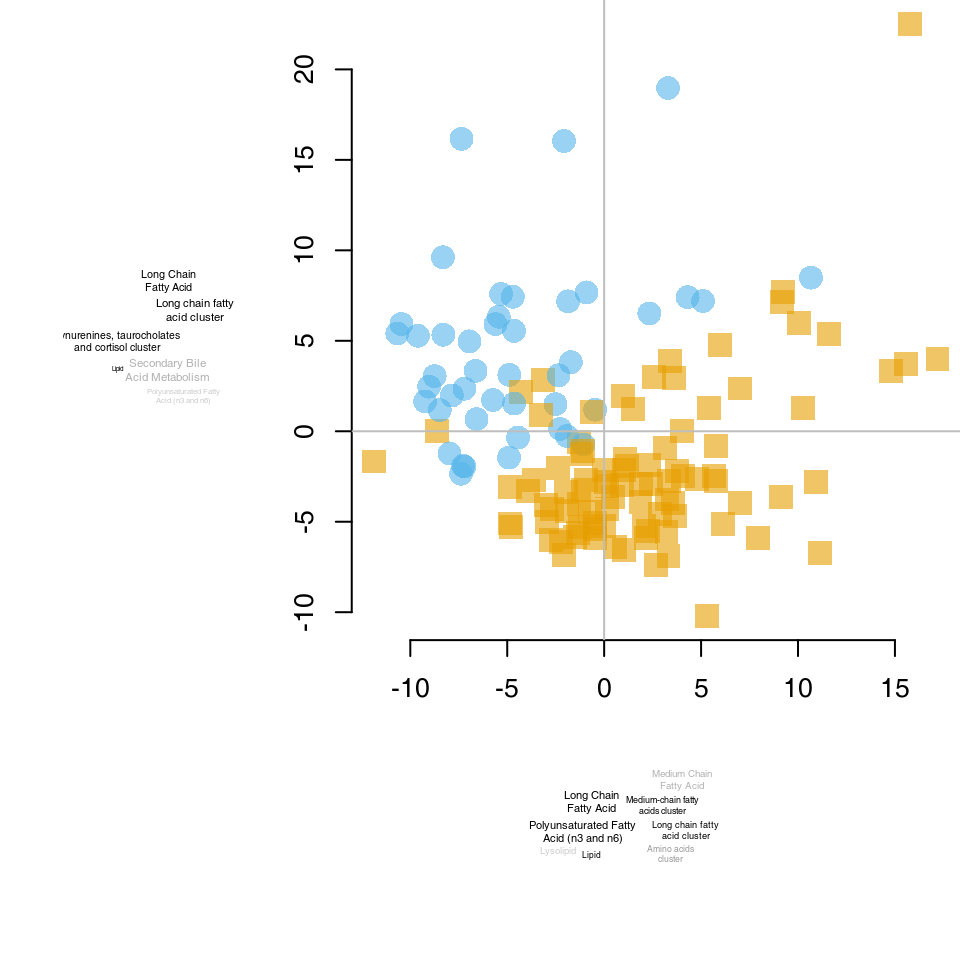 20
15
10
5
0
-5
-10
Long Chain
Fatty Acid
Long chain fatty
acid cluster
taurocholates
and cortisol cluster
Lipid
Secondary Bile
Acid Metabolism
Polyunsaturated Fatty
Acid (n3 and n6)
-10 -5 0 5 10 15
Medium Chain
Fatty Acid
Long Chain
Fatty Acid
Medium-chain fatty
acids cluster
Polyunsaturated Fatty
Acid (n3 and n6)
Long chain fatty
acid cluster
Lysolipid
Lipid
Amino acids
cluster